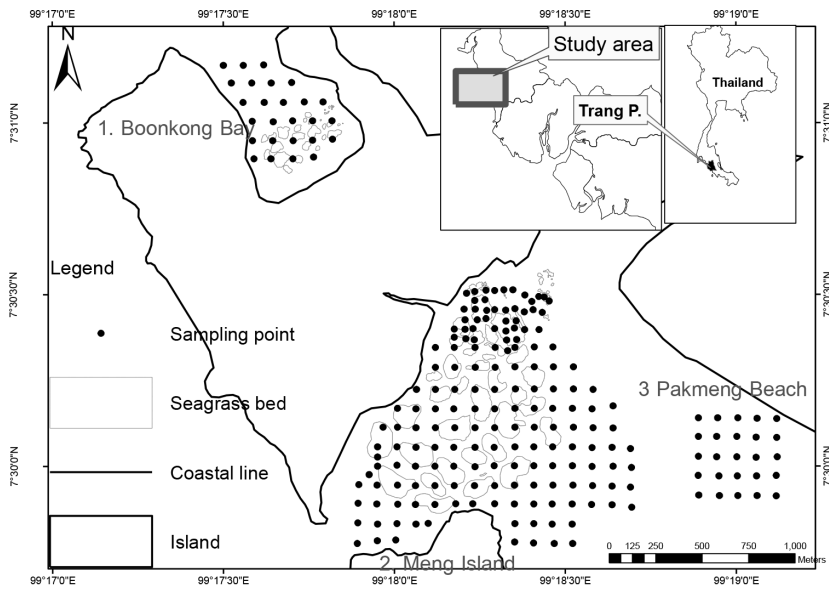 99°17'0"E
99°17'30"E
99°18'0"E
99°18'30"E
99°19'0"E
N
Study area
Thailand
Trang P.
7°31'0"N
7°31'0"N
1. Boonkong Bay
Legend
7°30'30"N
7°30'30"N
Sampling point
Seagrass bed
3 Pakmeng Beach
7°30'0"N
7°30'0"N
Coastal line
Island
2. Meng Island
0 125 250 500 750 1,000
Meters
99°17'0"E
99°17'30"E
99°18'0"E
99°18'30"E
99°19'0"E